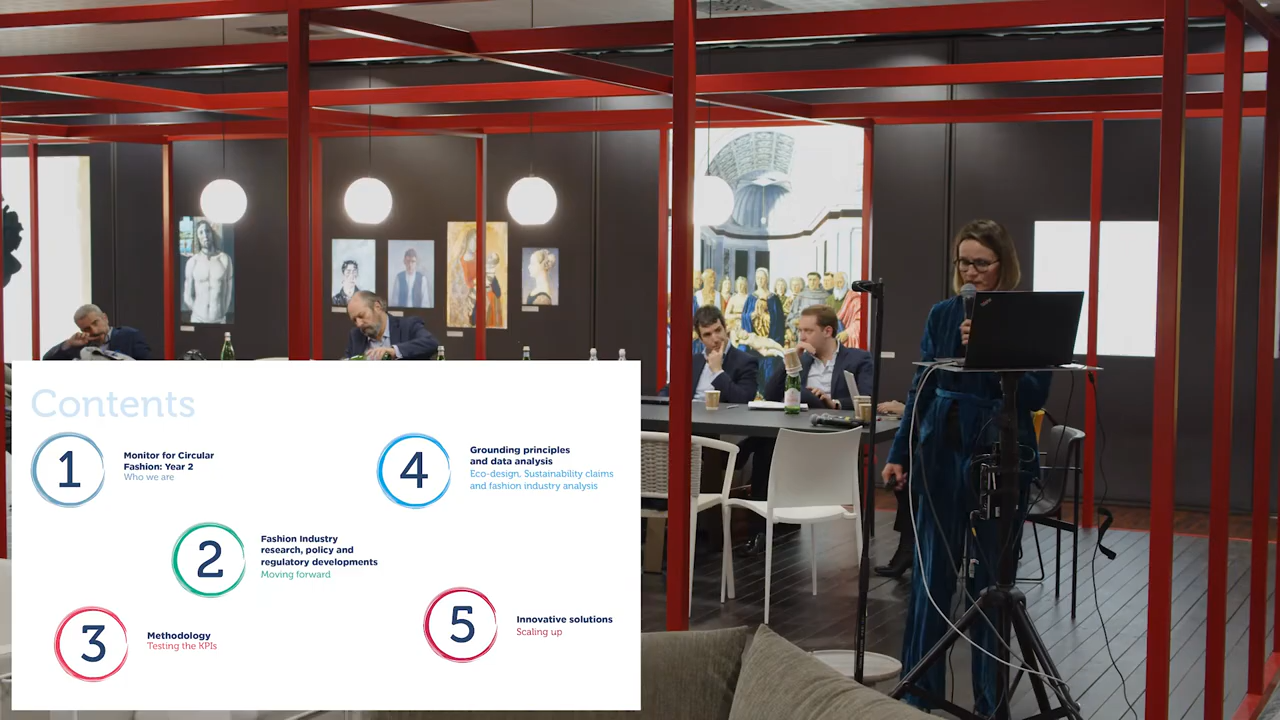 Contents
1
Monitor for Circular
Fashion: Year 2
Who we are
2
Fashion Industry
research, policy and
regulatory developments
Moving forward
3
Methodology
Testing the KPIs
4
Grounding principles
and data analysis
Eco-design, Sustainability claims
and fashion industry analysis
5
Innovative solutions
Scaling up